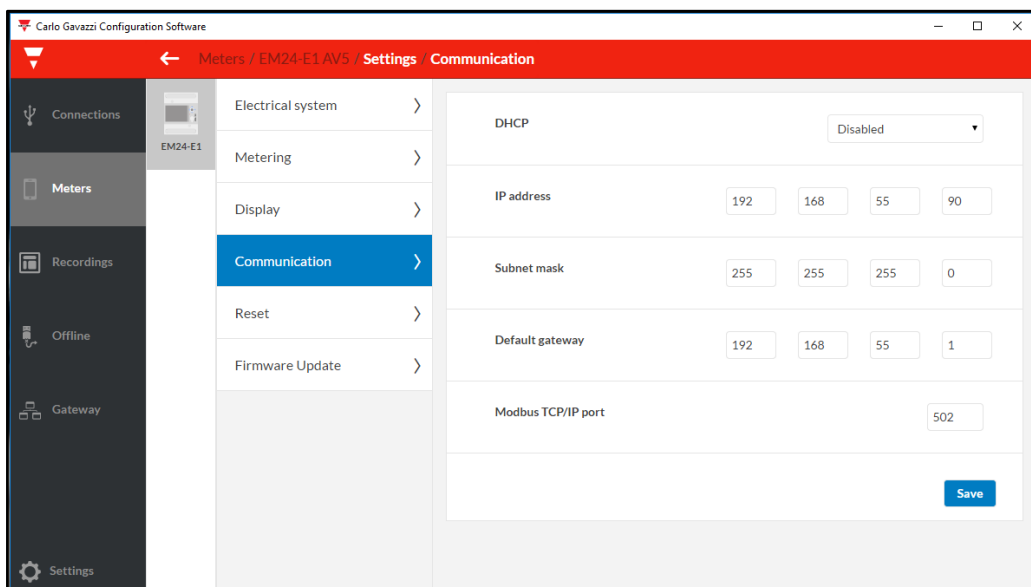 Carlo Gavazzi Configuration Software
Meters / EM24-E1 AV5 / Settings / Communication
Connections
Meters
Recordings
Offline
Gateway
Settings
EM24-E1
Electrical system
Metering
Display
Communication
Reset
Firmware Update
DHCP Disabled
IP address 192 168 55 90
Subnet mask 255 255 255 0
Default gateway 192 168 55 1
Modbus TCP/IP port 502
Save